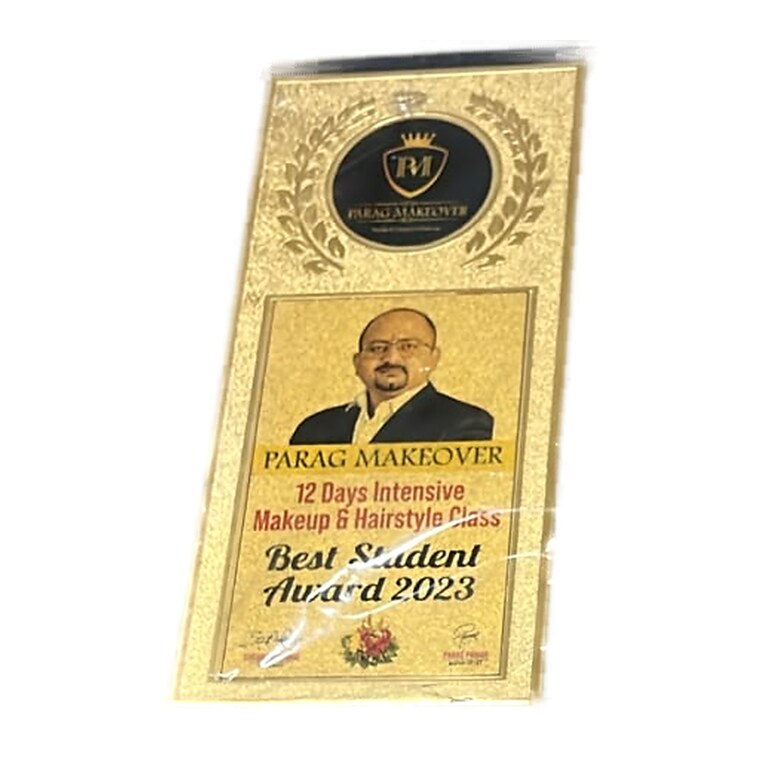 PM
PARAG MAKEOVER
PARAG MAKEOVER
12 Days Intensive
Makeup & Hairstyle Class
Best Student
Award 2023